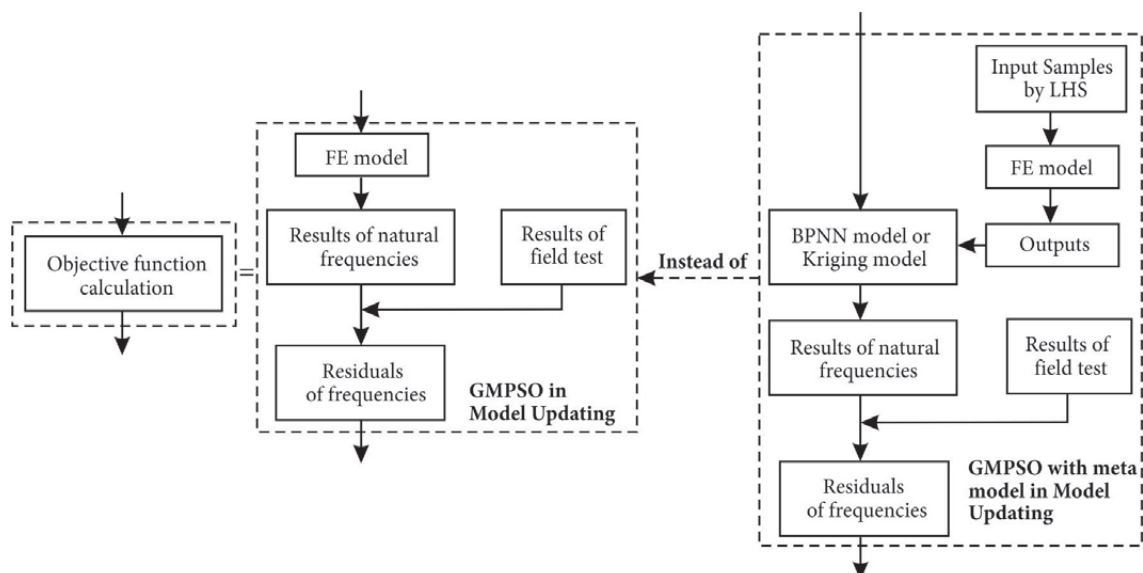 Objective function
calculation
=
FE model
Results of natural
frequencies
Results of
field test
Residuals
of frequencies
GMPSO in
Model Updating
Instead of
Input Samples
by LHS
FE model
Outputs
BPNN model or
Kriging model
Results of natural
frequencies
Results of
field test
Residuals
of frequencies
GMPSO with meta
model in Model
Updating